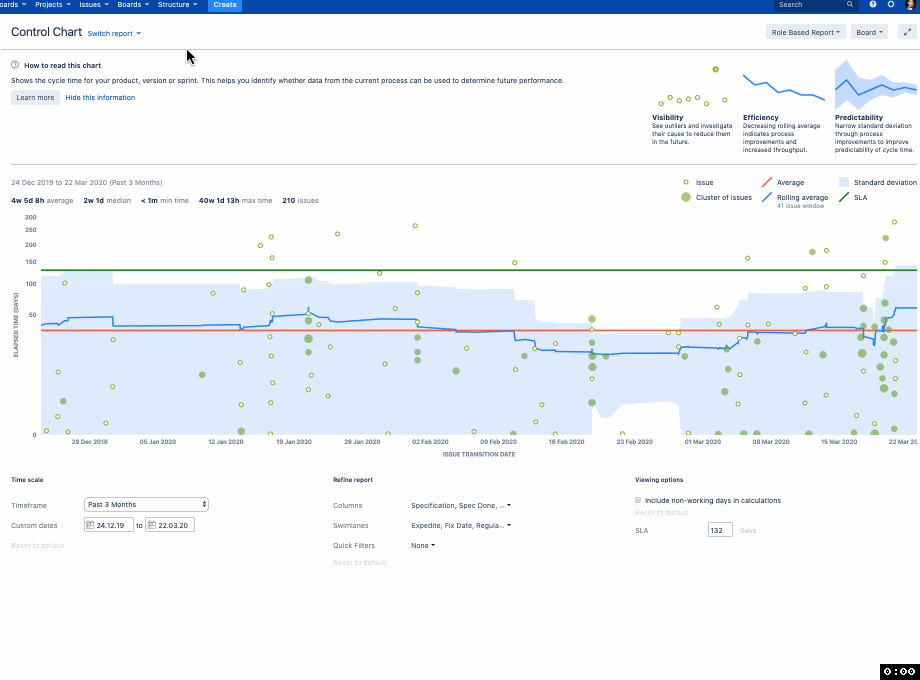 Projects Issues Boards Structure Create Search
Control Chart Switch report Role Based Report Board
How to read this chart
Shows the cycle time for your product, version or sprint. This helps you identify whether data from the current process can be used to determine future performance.
Learn more Hide this information
Visibility
See outliers and investigate
their cause to reduce them
in the future.
Efficiency
Decreasing rolling average
indicates process
improvements and
increased throughput.
Predictability
Narrow standard deviation
through process
improvements to improve
predictability of cycle time.
24 Dec 2019 to 22 Mar 2020 (Past 3 Months)
4w 5d 8h average 2w 1d median < 1m min time 40w 1d 13h max time 210 issues
Issue Average Standard deviation
Cluster of issues Rolling average SLA
41 issue window
300
250
200
150
100
50
0
ELAPSED TIME (DAYS)
29 Dec 2019 05 Jan 2020 12 Jan 2020 19 Jan 2020 26 Jan 2020 02 Feb 2020 09 Feb 2020 16 Feb 2020 23 Feb 2020 01 Mar 2020 08 Mar 2020 15 Mar 2020 22 Mar 20
ISSUE TRANSITION DATE
Time scale
Timeframe Past 3 Months
Custom dates 24.12.19 to 22.03.20
Reset to default
Refine report
Columns Specification, Spec Done, ...
Swimlanes Expedite, Fix Date, Regula...
Quick Filters None
Reset to default
Viewing options
Include non-working days in calculations
Reset to default
SLA 132 Save
0:00